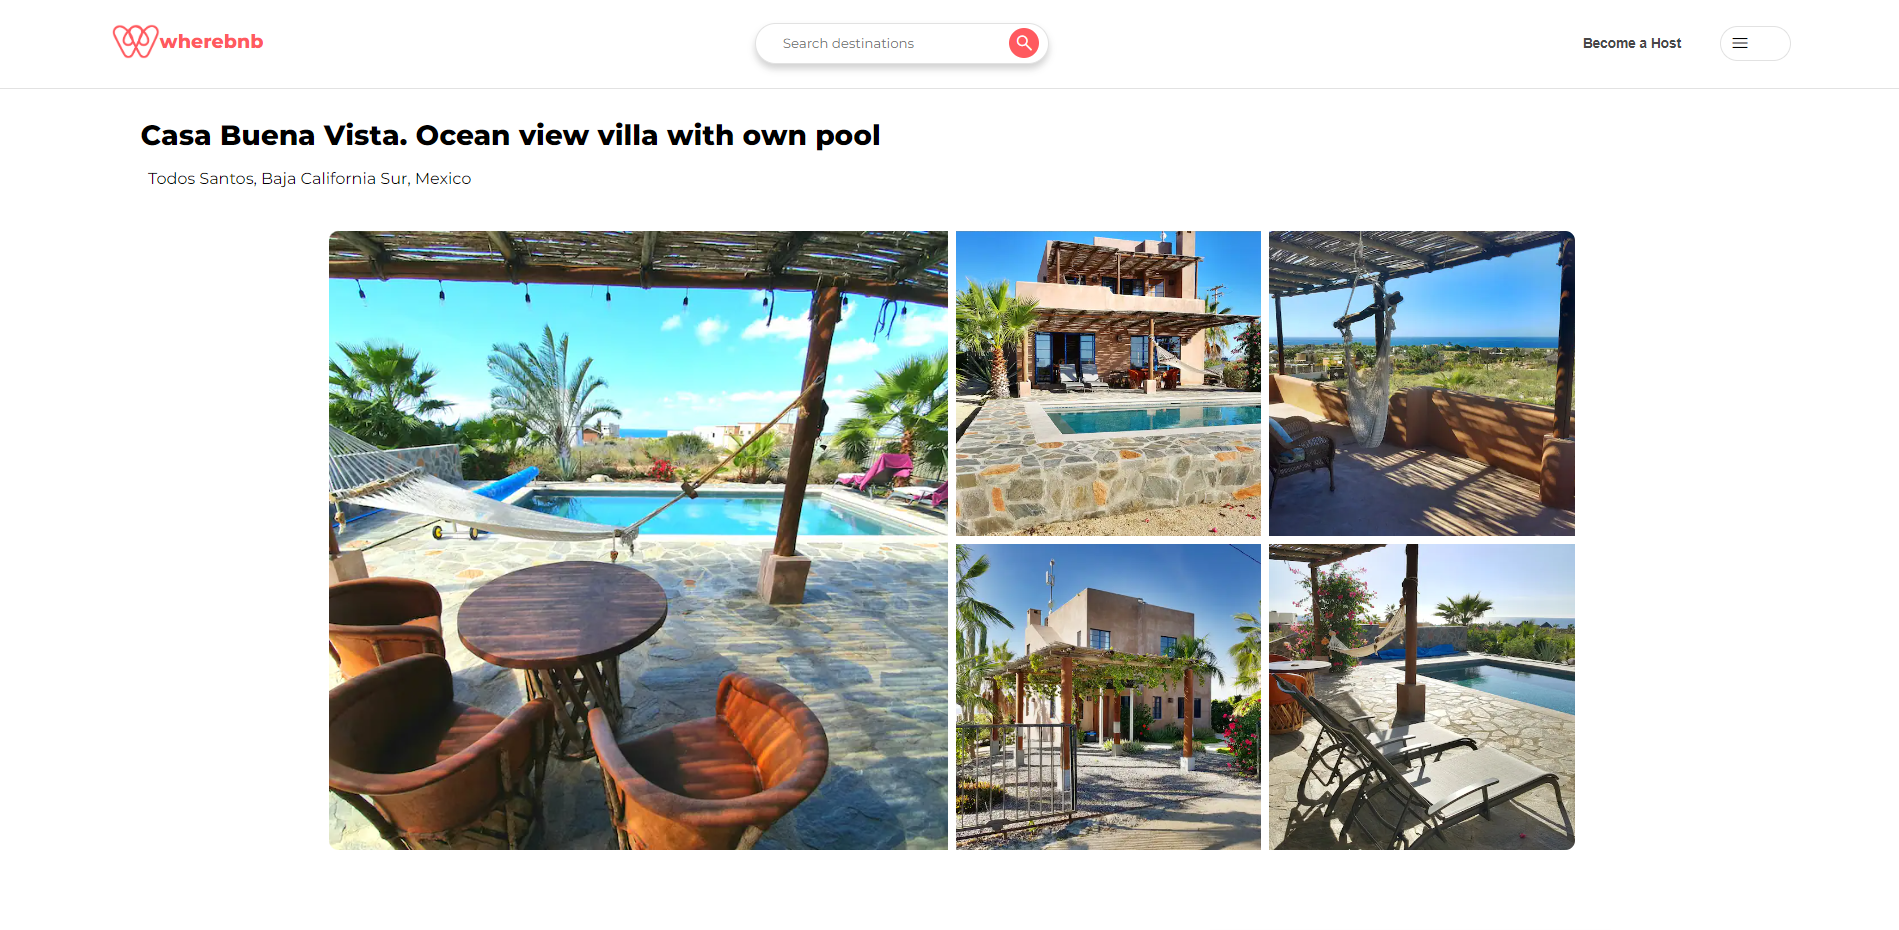 wherebnb
Search destinations
Become a Host
Casa Buena Vista. Ocean view villa with own pool
Todos Santos, Baja California Sur, Mexico